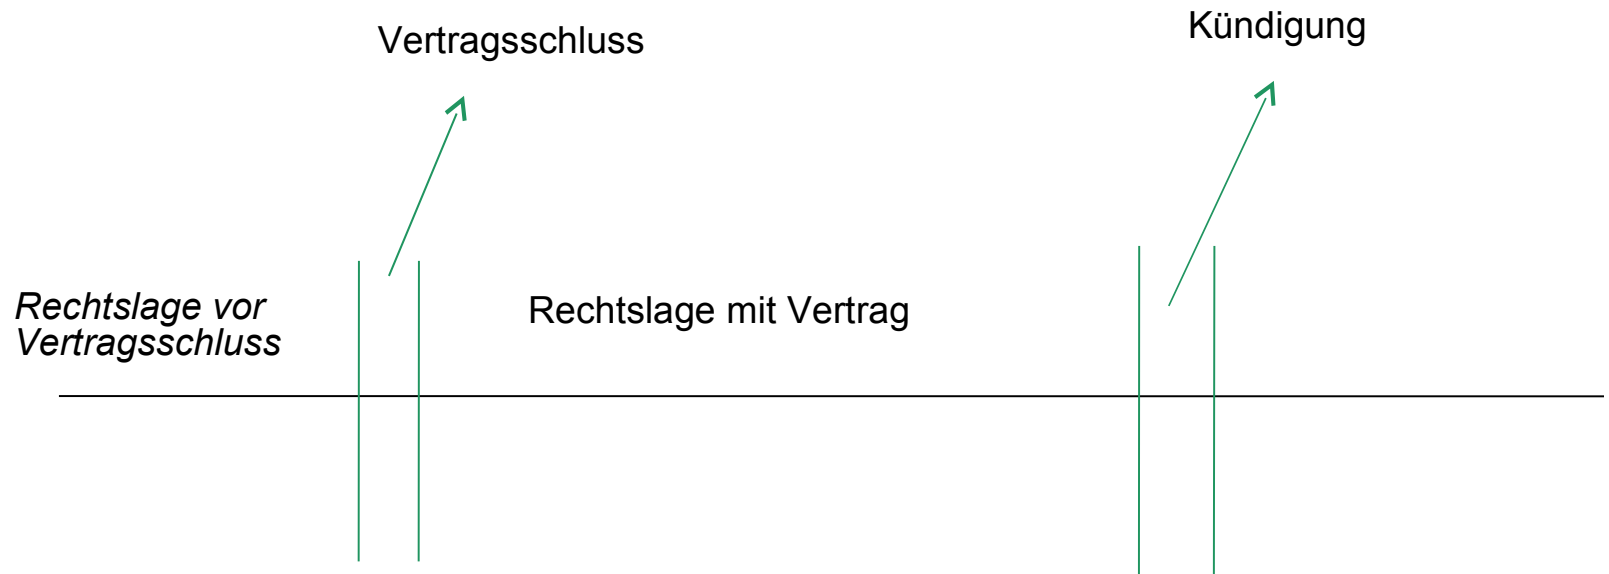 Vertragsschluss
Kündigung
Rechtslage vor
Vertragsschluss
Rechtslage mit Vertrag